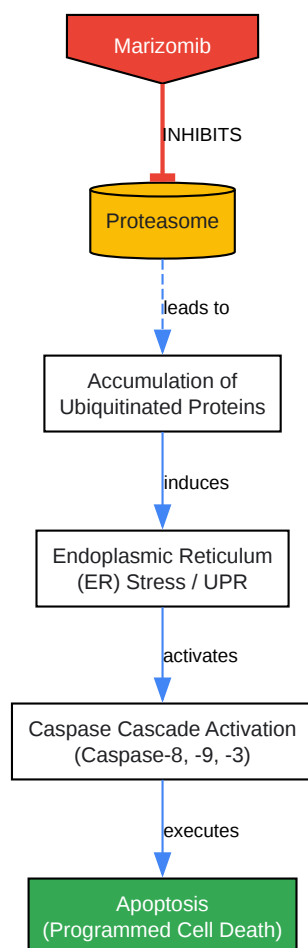 Marizomib
INHIBITS
Proteasome
leads to
Accumulation of
Ubiquitinated Proteins
induces
Endoplasmic Reticulum
(ER) Stress / UPR
activates
Caspase Cascade Activation
(Caspase-8, -9, -3)
executes
Apoptosis
(Programmed Cell Death)